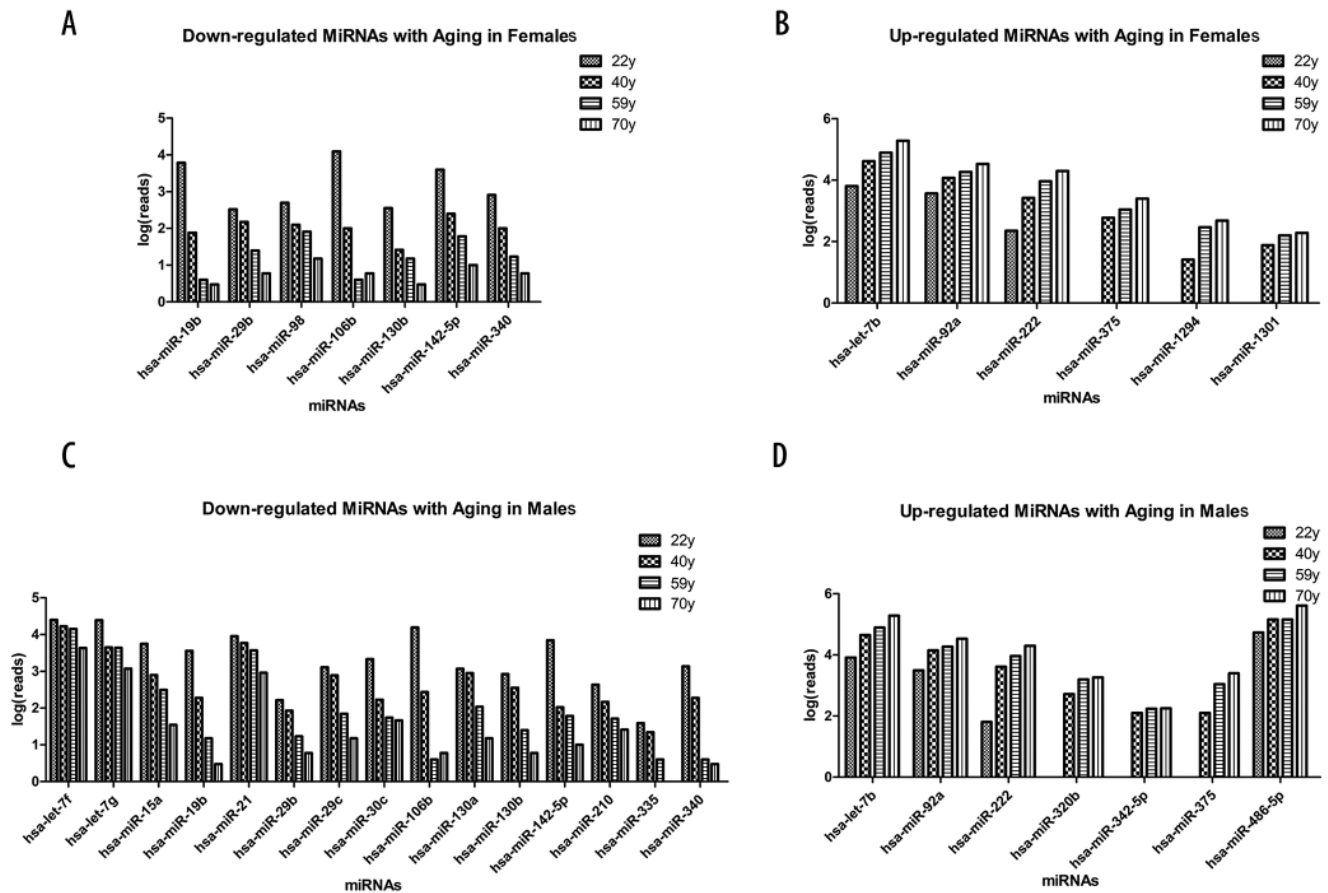 A
Down-regulated MiRNAs with Aging in Females
22y
40y
59y
70y
log(reads)
5
4
3
2
1
0
hsa-miR-19b
hsa-miR-29b
hsa-miR-98
hsa-miR-106b
hsa-miR-130b
hsa-miR-142-5p
hsa-miR-340
miRNAs
B
Up-regulated MiRNAs with Aging in Females
22y
40y
59y
70y
log(reads)
6
4
2
0
hsa-let-7b
hsa-miR-92a
hsa-miR-222
hsa-miR-375
hsa-miR-1294
hsa-miR-1301
miRNAs
C
Down-regulated MiRNAs with Aging in Males
22y
40y
59y
70y
log(reads)
5
4
3
2
1
0
hsa-let-7f
hsa-let-7g
hsa-miR-15a
hsa-miR-19b
hsa-miR-21
hsa-miR-29b
hsa-miR-29c
hsa-miR-30c
hsa-miR-106b
hsa-miR-130a
hsa-miR-130b
hsa-miR-142-5p
hsa-miR-210
hsa-miR-335
hsa-miR-340
miRNAs
D
Up-regulated MiRNAs with Aging in Males
22y
40y
59y
70y
log(reads)
6
4
2
0
hsa-let-7b
hsa-miR-92a
hsa-miR-222
hsa-miR-320b
hsa-miR-342-5p
hsa-miR-375
hsa-miR-486-5p
miRNAs